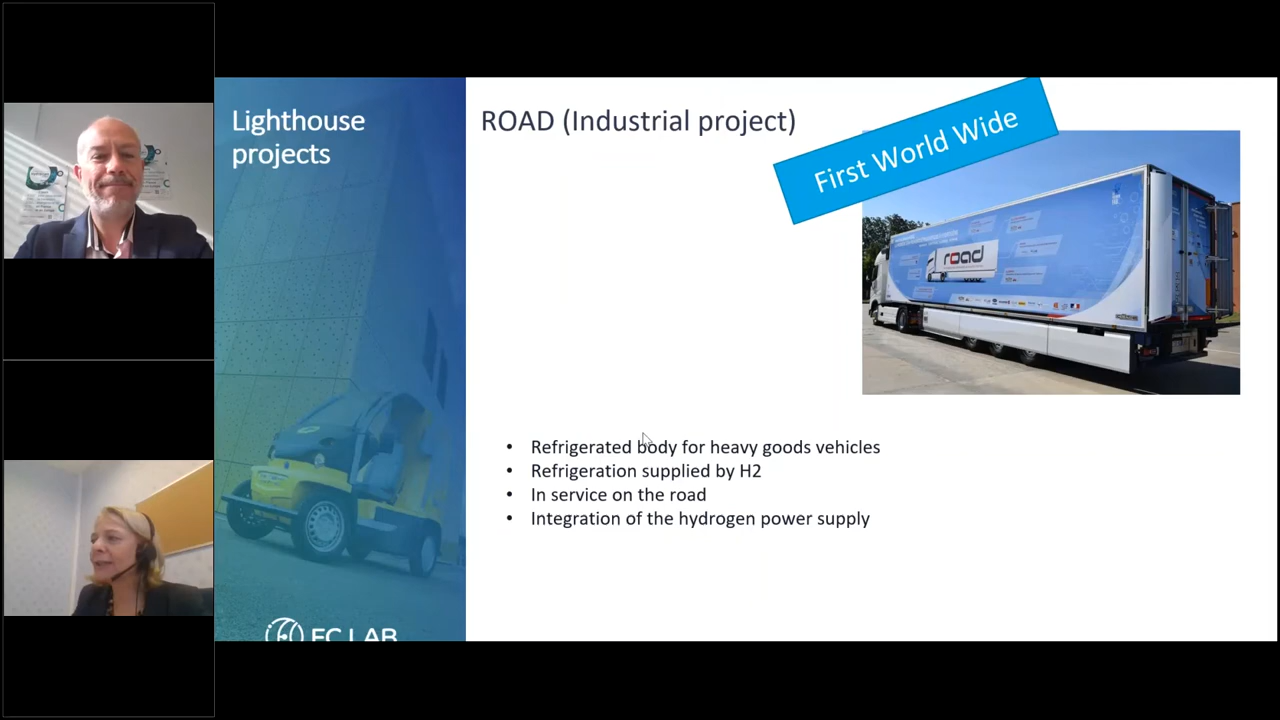 Lighthouse
projects
ROAD (Industrial project)
First World Wide
road
• Refrigerated body for heavy goods vehicles
• Refrigeration supplied by H2
• In service on the road
• Integration of the hydrogen power supply
FC LAB